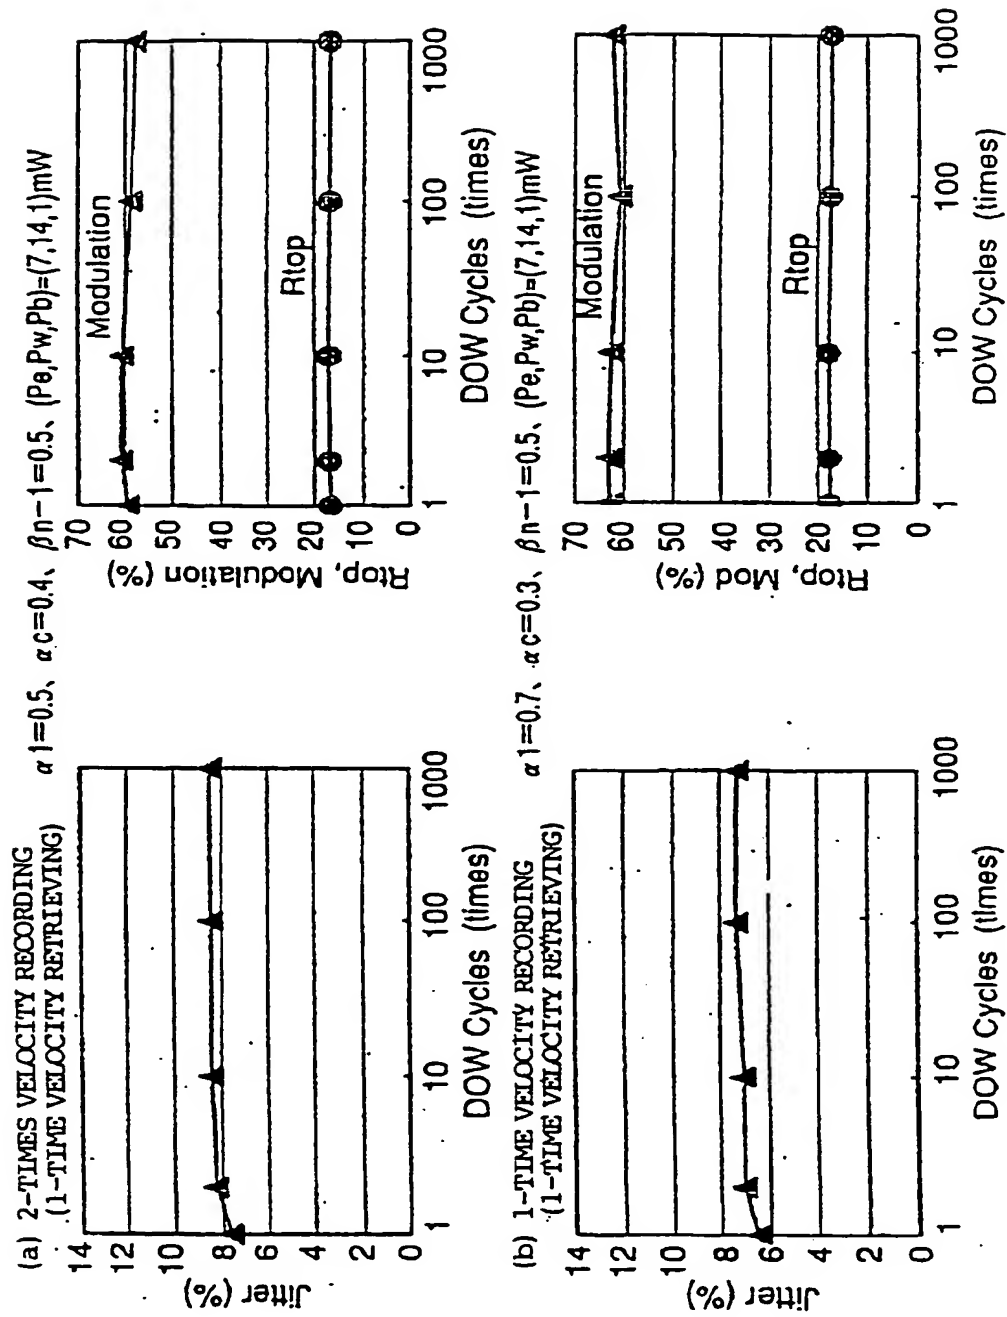 (a) 2-TIMES VELOCITY RECORDING
(1-TIME VELOCITY RETRIEVING)
α1=0.5、αc=0.4、βn-1=0.5、(Pe,Pw,Pb)=(7,14,1)mW
Jitter (%)
14
12
10
8
6
4
2
0
1
10
100
1000
DOW Cycles (times)
Rtop, Modulation (%)
70
60
50
40
30
20
10
0
Modulation
Rtop
1
10
100
1000
DOW Cycles (times)
(b) 1-TIME VELOCITY RECORDING
(1-TIME VELOCITY RETRIEVING)
α1=0.7、αc=0.3、βn-1=0.5、(Pe,Pw,Pb)=(7,14,1)mW
Jitter (%)
14
12
10
8
6
4
2
0
1
10
100
1000
DOW Cycles (times)
Rtop, Mod (%)
70
60
50
40
30
20
10
0
Modulation
Rtop
1
10
100
1000
DOW Cycles (times)